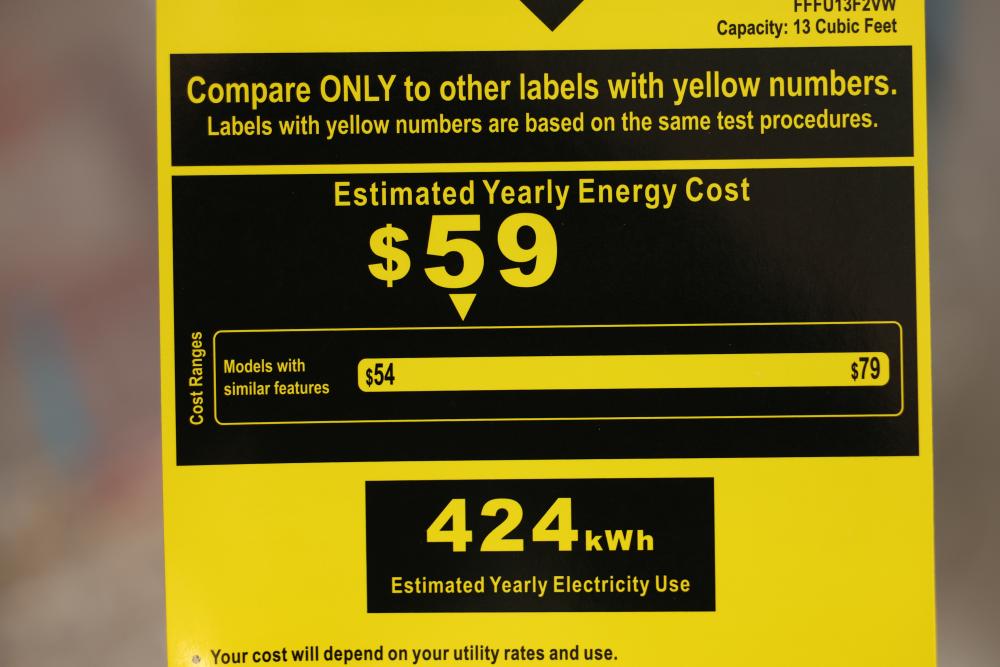 FFFU13F2VW
Capacity: 13 Cubic Feet
Compare ONLY to other labels with yellow numbers.
Labels with yellow numbers are based on the same test procedures.
Estimated Yearly Energy Cost
$59
Cost Ranges
Models with
similar features
$54
$79
424kWh
Estimated Yearly Electricity Use
• Your cost will depend on your utility rates and use.